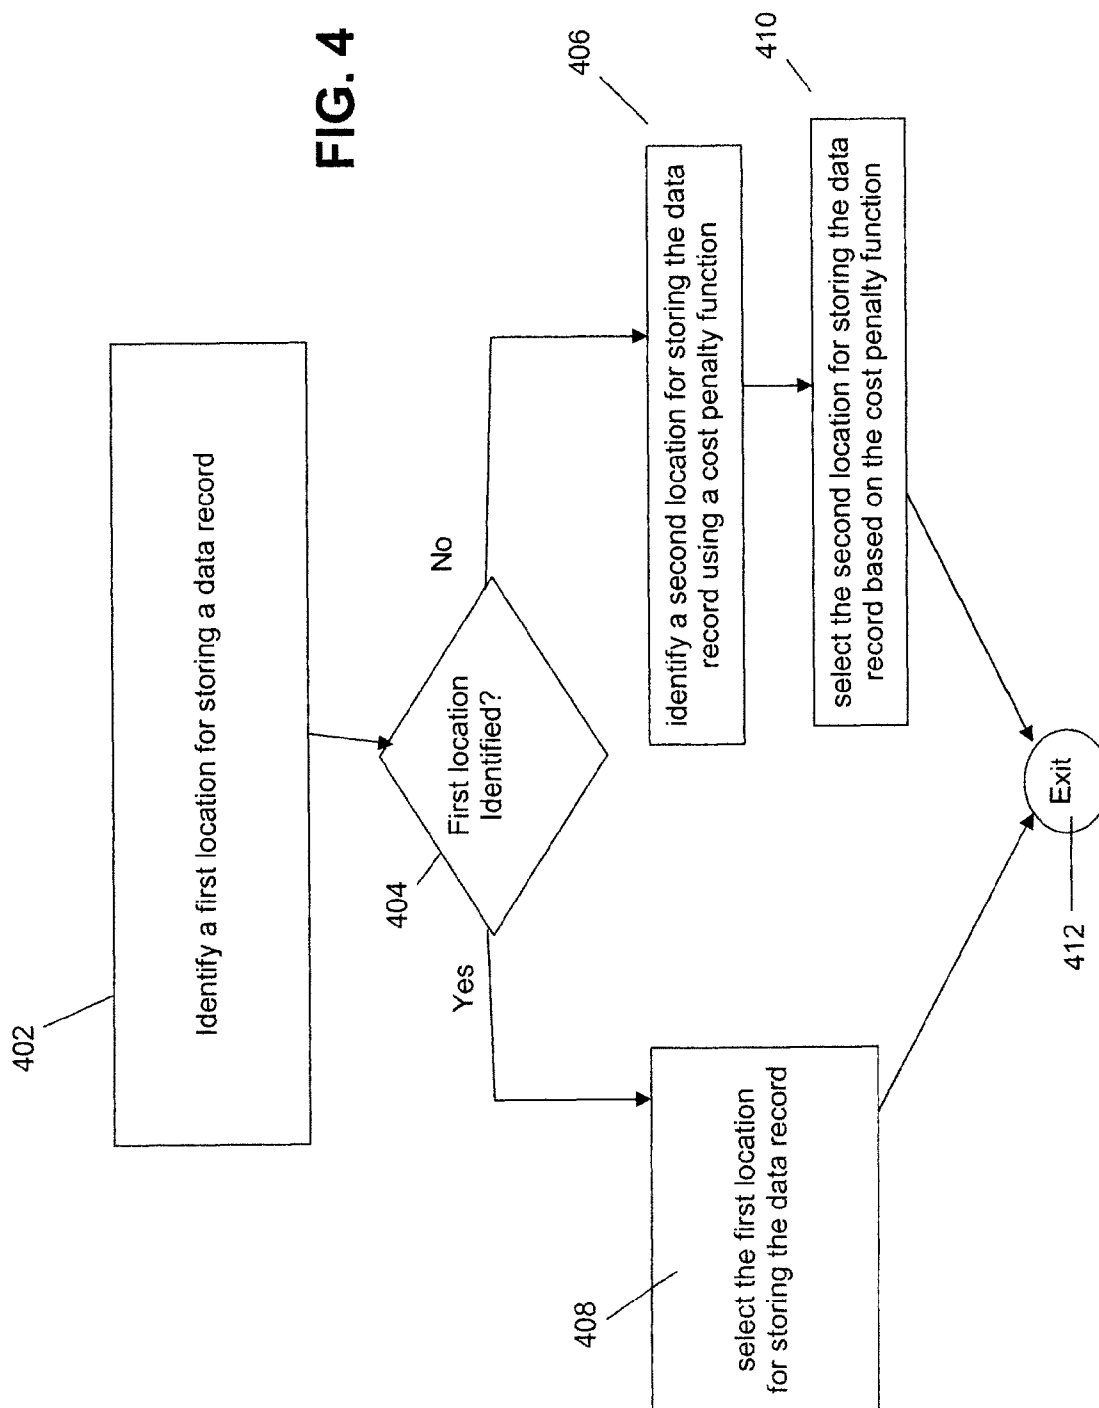 402
Identify a first location for storing a data record
404
First location
Identified?
Yes
No
408
select the first location
for storing the data record
406
identify a second location for storing the data
record using a cost penalty function
410
select the second location for storing the data
record based on the cost penalty function
412
Exit
FIG. 4